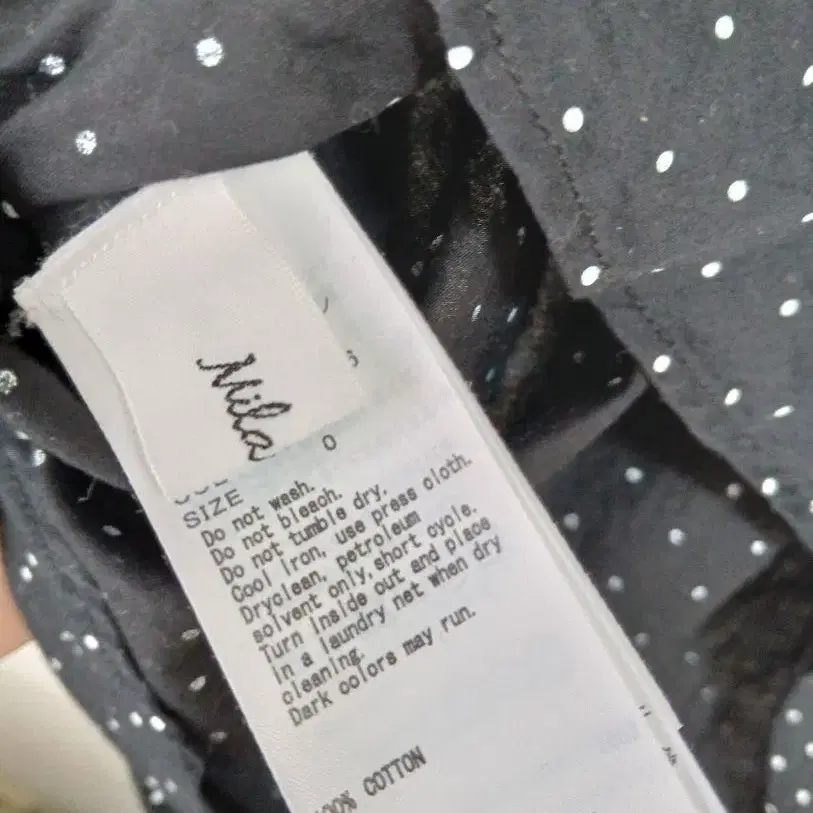 Mila
SIZE 0
Do not wash.
Do not bleach.
Do not tumble dry.
Cool Iron, use press cloth.
Dryclean, petroleum
solvent only, short cycle.
Turn inside out and place
in a laundry net when dry
cleaning.
Dark colors may run.
100% COTTON